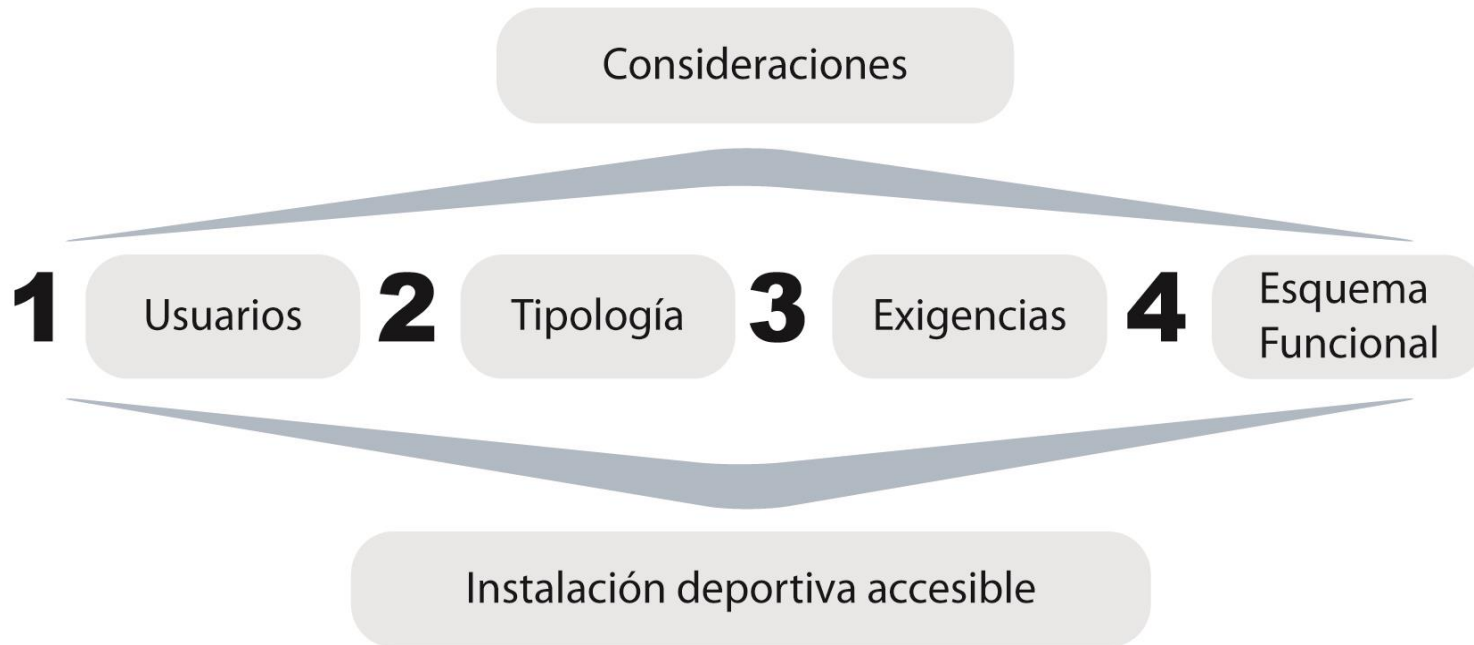 Consideraciones
1 Usuarios 2 Tipología 3 Exigencias 4 Esquema
Funcional
Instalación deportiva accesible